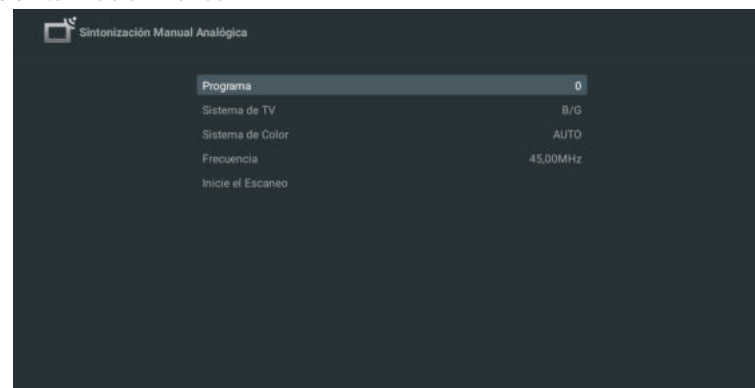 Sintonización Manual Analógica
Programa 0
Sistema de TV B/G
Sistema de Color AUTO
Frecuencia 45,00MHz
Inicie el Escaneo